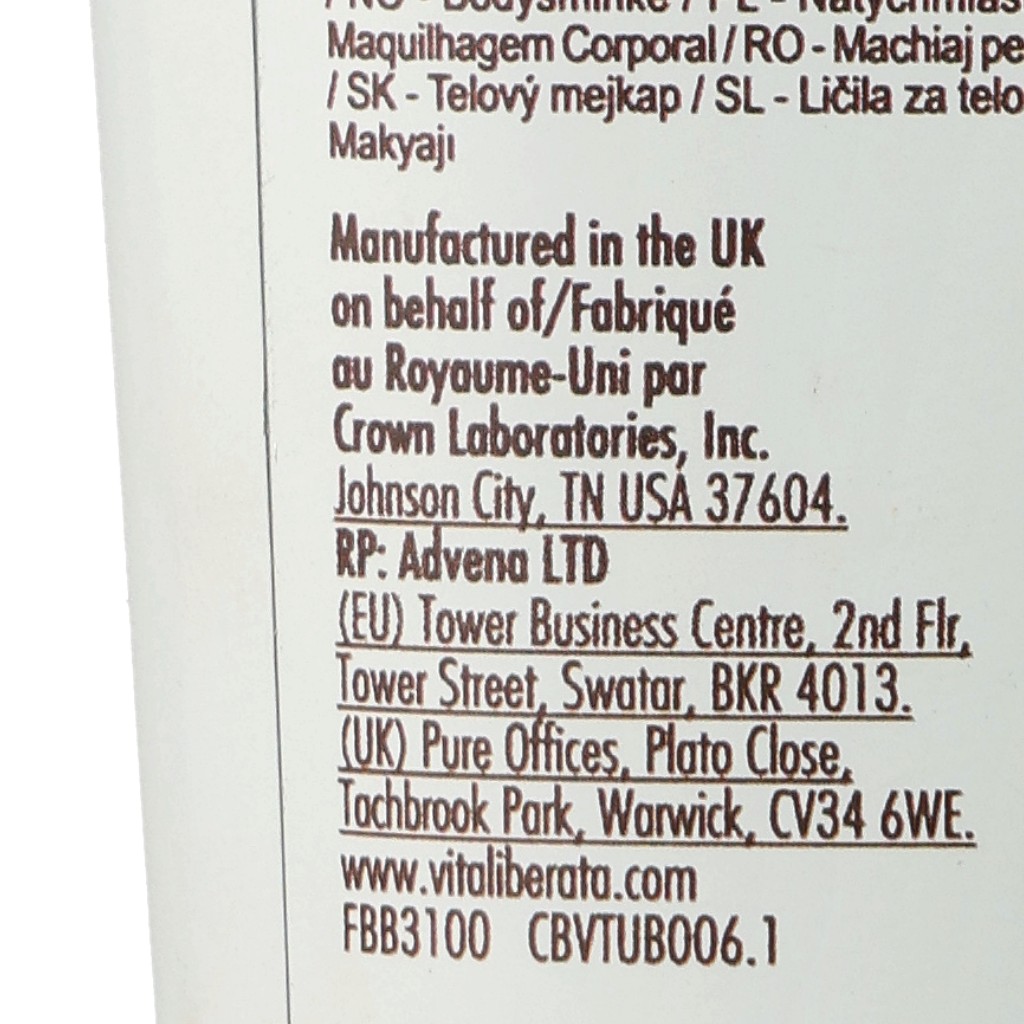 / NO - Bodysminke / PL -
Maquilhagem Corporal / RO - Machiaj pe
/ SK - Telový mejkap / SL - Ličila za telo
Makyajı
Manufactured in the UK
on behalf of/Fabriqué
au Royaume-Uni par
Crown Laboratories, Inc.
Johnson City, TN USA 37604.
RP: Advena LTD
(EU) Tower Business Centre, 2nd Flr,
Tower Street, Swatar, BKR 4013.
(UK) Pure Offices, Plato Close,
Tachbrook Park, Warwick, CV34 6WE.
www.vitaliberata.com
FBB3100 CBVTUB006.1